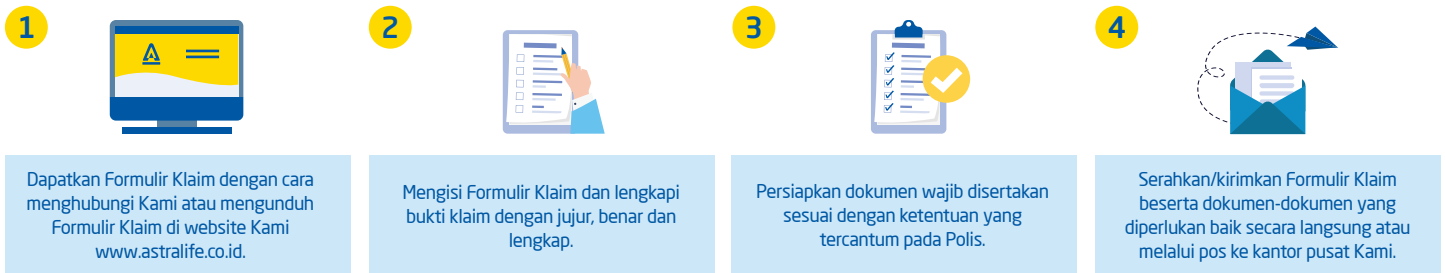 1
Dapatkan Formulir Klaim dengan cara
menghubungi Kami atau mengunduh
Formulir Klaim di website Kami
www.astralife.co.id.
2
Mengisi Formulir Klaim dan lengkapi
bukti klaim dengan jujur, benar dan
lengkap.
3
Persiapkan dokumen wajib disertakan
sesuai dengan ketentuan yang
tercantum pada Polis.
4
Serahkan/kirimkan Formulir Klaim
beserta dokumen-dokumen yang
diperlukan baik secara langsung atau
melalui pos ke kantor pusat Kami.